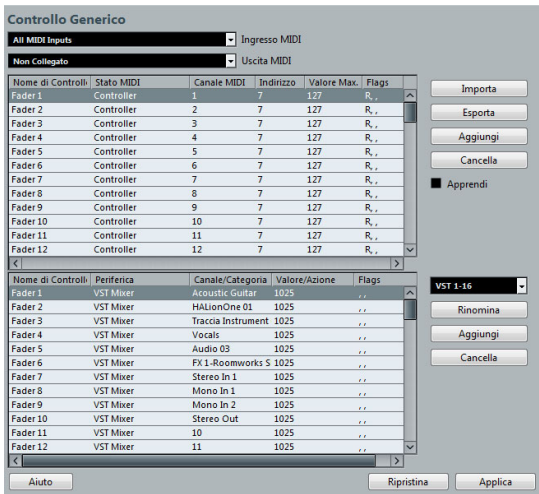 Controllo Generico
All MIDI Inputs Ingresso MIDI
Non Collegato Uscita MIDI
Nome di Controll Stato MIDI Canale MIDI Indirizzo Valore Max. Flags
Fader 1 Controller 1 7 127 R, ,
Fader 2 Controller 2 7 127 R, ,
Fader 3 Controller 3 7 127 R, ,
Fader 4 Controller 4 7 127 R, ,
Fader 5 Controller 5 7 127 R, ,
Fader 6 Controller 6 7 127 R, ,
Fader 7 Controller 7 7 127 R, ,
Fader 8 Controller 8 7 127 R, ,
Fader 9 Controller 9 7 127 R, ,
Fader 10 Controller 10 7 127 R, ,
Fader 11 Controller 11 7 127 R, ,
Fader 12 Controller 12 7 127 R, ,
Importa
Esporta
Aggiungi
Cancella
Apprendi
Nome di Controll Periferica Canale/Categoria Valore/Azione Flags
Fader 1 VST Mixer Acoustic Guitar 1025 , ,
Fader 2 VST Mixer HALionOne 01 1025 , ,
Fader 3 VST Mixer Traccia Instrument 1025 , ,
Fader 4 VST Mixer Vocals 1025 , ,
Fader 5 VST Mixer Audio 03 1025 , ,
Fader 6 VST Mixer FX 1-Roomworks S 1025 , ,
Fader 7 VST Mixer Stereo In 1 1025 , ,
Fader 8 VST Mixer Mono In 1 1025 , ,
Fader 9 VST Mixer Mono In 2 1025 , ,
Fader 10 VST Mixer Stereo Out 1025 , ,
Fader 11 VST Mixer 10 1025 , ,
Fader 12 VST Mixer 11 1025 , ,
VST 1-16
Rinomina
Aggiungi
Cancella
Aiuto Ripristina Applica